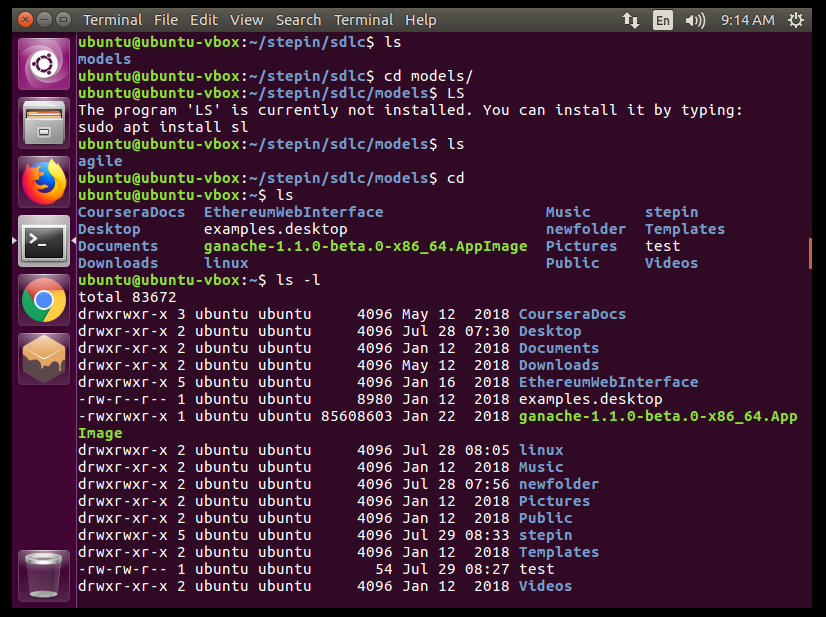 Terminal File Edit View Search Terminal Help En 9:14 AM
ubuntu@ubuntu-vbox:~/stepin/sdlc$ ls
models
ubuntu@ubuntu-vbox:~/stepin/sdlc$ cd models/
ubuntu@ubuntu-vbox:~/stepin/sdlc/models$ LS
The program 'LS' is currently not installed. You can install it by typing:
sudo apt install sl
ubuntu@ubuntu-vbox:~/stepin/sdlc/models$ ls
agile
ubuntu@ubuntu-vbox:~/stepin/sdlc/models$ cd
ubuntu@ubuntu-vbox:~$ ls
CourseraDocs  EthereumWebInterface                  Music      stepin
Desktop       examples.desktop                      newfolder  Templates
Documents     ganache-1.1.0-beta.0-x86_64.AppImage  Pictures   test
Downloads     linux                                 Public     Videos
ubuntu@ubuntu-vbox:~$ ls -l
total 83672
drwxrwxr-x 3 ubuntu ubuntu     4096 May 12  2018 CourseraDocs
drwxr-xr-x 2 ubuntu ubuntu     4096 Jul 28 07:30 Desktop
drwxr-xr-x 2 ubuntu ubuntu     4096 Jan 12  2018 Documents
drwxr-xr-x 2 ubuntu ubuntu     4096 May 12  2018 Downloads
drwxrwxr-x 5 ubuntu ubuntu     4096 Jan 16  2018 EthereumWebInterface
-rw-r--r-- 1 ubuntu ubuntu     8980 Jan 12  2018 examples.desktop
-rwxrwxr-x 1 ubuntu ubuntu 85608603 Jan 22  2018 ganache-1.1.0-beta.0-x86_64.App
Image
drwxrwxr-x 2 ubuntu ubuntu     4096 Jul 28 08:05 linux
drwxr-xr-x 2 ubuntu ubuntu     4096 Jan 12  2018 Music
drwxrwxr-x 2 ubuntu ubuntu     4096 Jul 28 07:56 newfolder
drwxr-xr-x 2 ubuntu ubuntu     4096 Jan 12  2018 Pictures
drwxr-xr-x 2 ubuntu ubuntu     4096 Jan 12  2018 Public
drwxrwxr-x 5 ubuntu ubuntu     4096 Jul 29 08:33 stepin
drwxr-xr-x 2 ubuntu ubuntu     4096 Jan 12  2018 Templates
-rw-rw-r-- 1 ubuntu ubuntu       54 Jul 29 08:27 test
drwxr-xr-x 2 ubuntu ubuntu     4096 Jan 12  2018 Videos